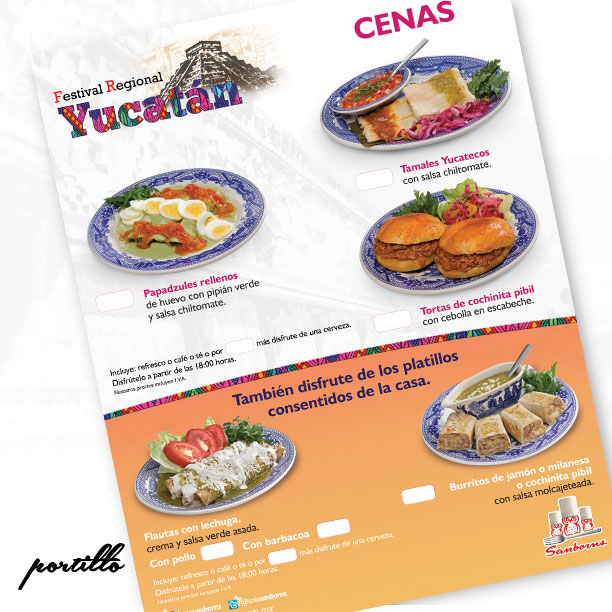 CENAS
Festival Regional
Yucatán
Tamales Yucatecos
con salsa chiltomate.
Papadzules rellenos
de huevo con pipián verde
y salsa chiltomate.
Tortas de cochinita pibil
con cebolla en escabeche.
Incluye: refresco o café o té o por más disfrute de una cerveza.
Disfrútelo a partir de las 18:00 horas.
Nuestros precios incluyen I.V.A.
También disfrute de los platillos
consentidos de la casa.
Flautas con lechuga,
crema y salsa verde asada.
Con pollo Con barbacoa
Burritos de jamón o milanesa
o cochinita pibil
con salsa molcajeteada.
Incluye: refresco o café o té o por más disfrute de una cerveza.
Disfrútelo a partir de las 18:00 horas.
Nuestros precios incluyen I.V.A.
Sanborns
portillo